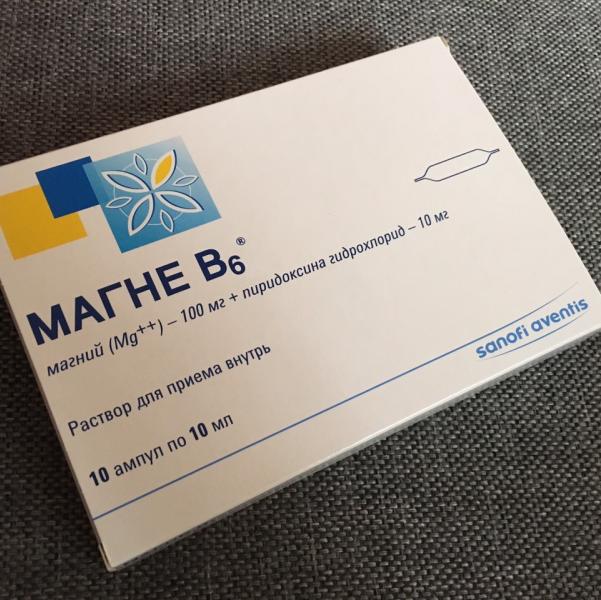 МАГНЕ В6®
магний (Mg++) – 100 мг + пиридоксина гидрохлорид – 10 мг
Раствор для приема внутрь
10 ампул по 10 мл
sanofi aventis